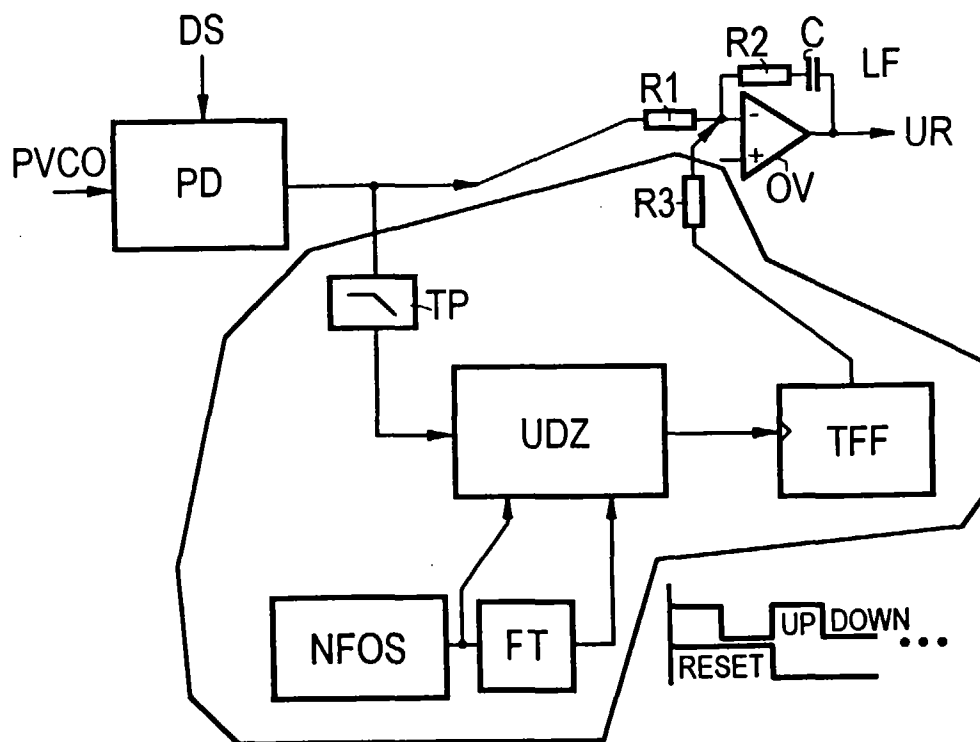 DS
C
R2
LF
R1
UR
PVCO
PD
-
+
OV
R3
TP
UDZ
TFF
NFOS
FT
UP DOWN
RESET
...